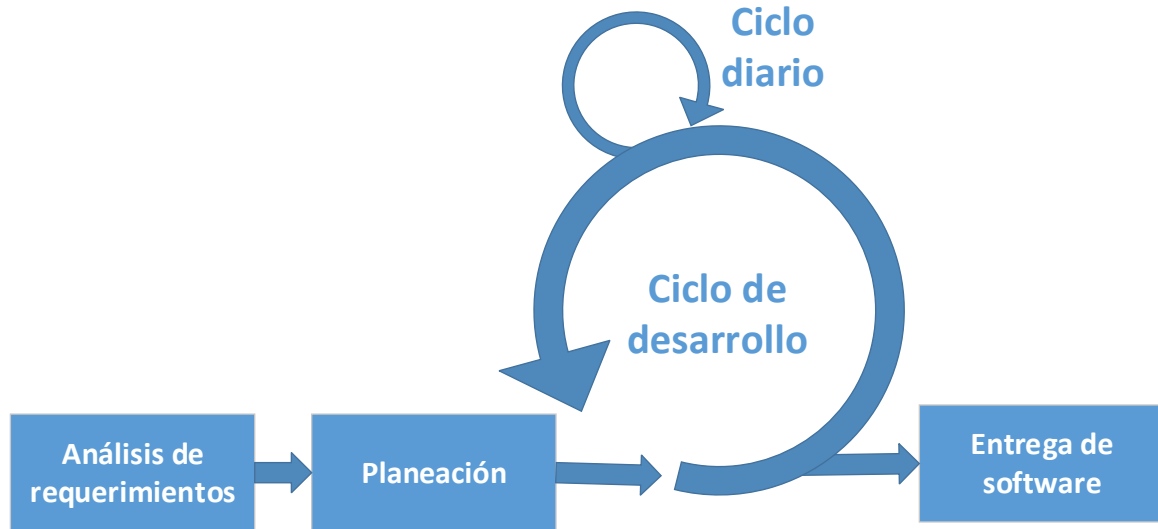 Ciclo
diario
Ciclo de
desarrollo
Análisis de
requerimientos
Planeación
Entrega de
software